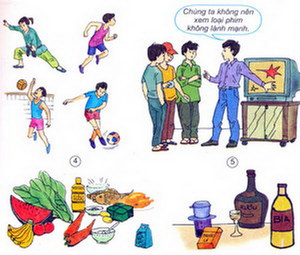 Chúng ta không nên
xem loại phim
không lành mạnh.
4
5
BIA